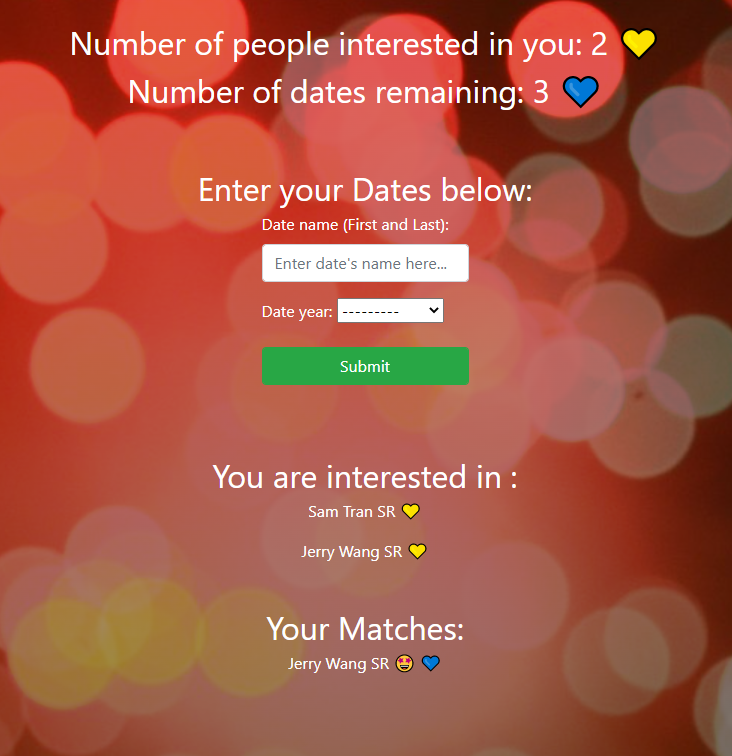 Number of people interested in you: 2 💛
Number of dates remaining: 3 💙
Enter your Dates below:
Date name (First and Last):
Enter date's name here...
Date year: ---------
Submit
You are interested in :
Sam Tran SR 💛
Jerry Wang SR 💛
Your Matches:
Jerry Wang SR 🤩 💙